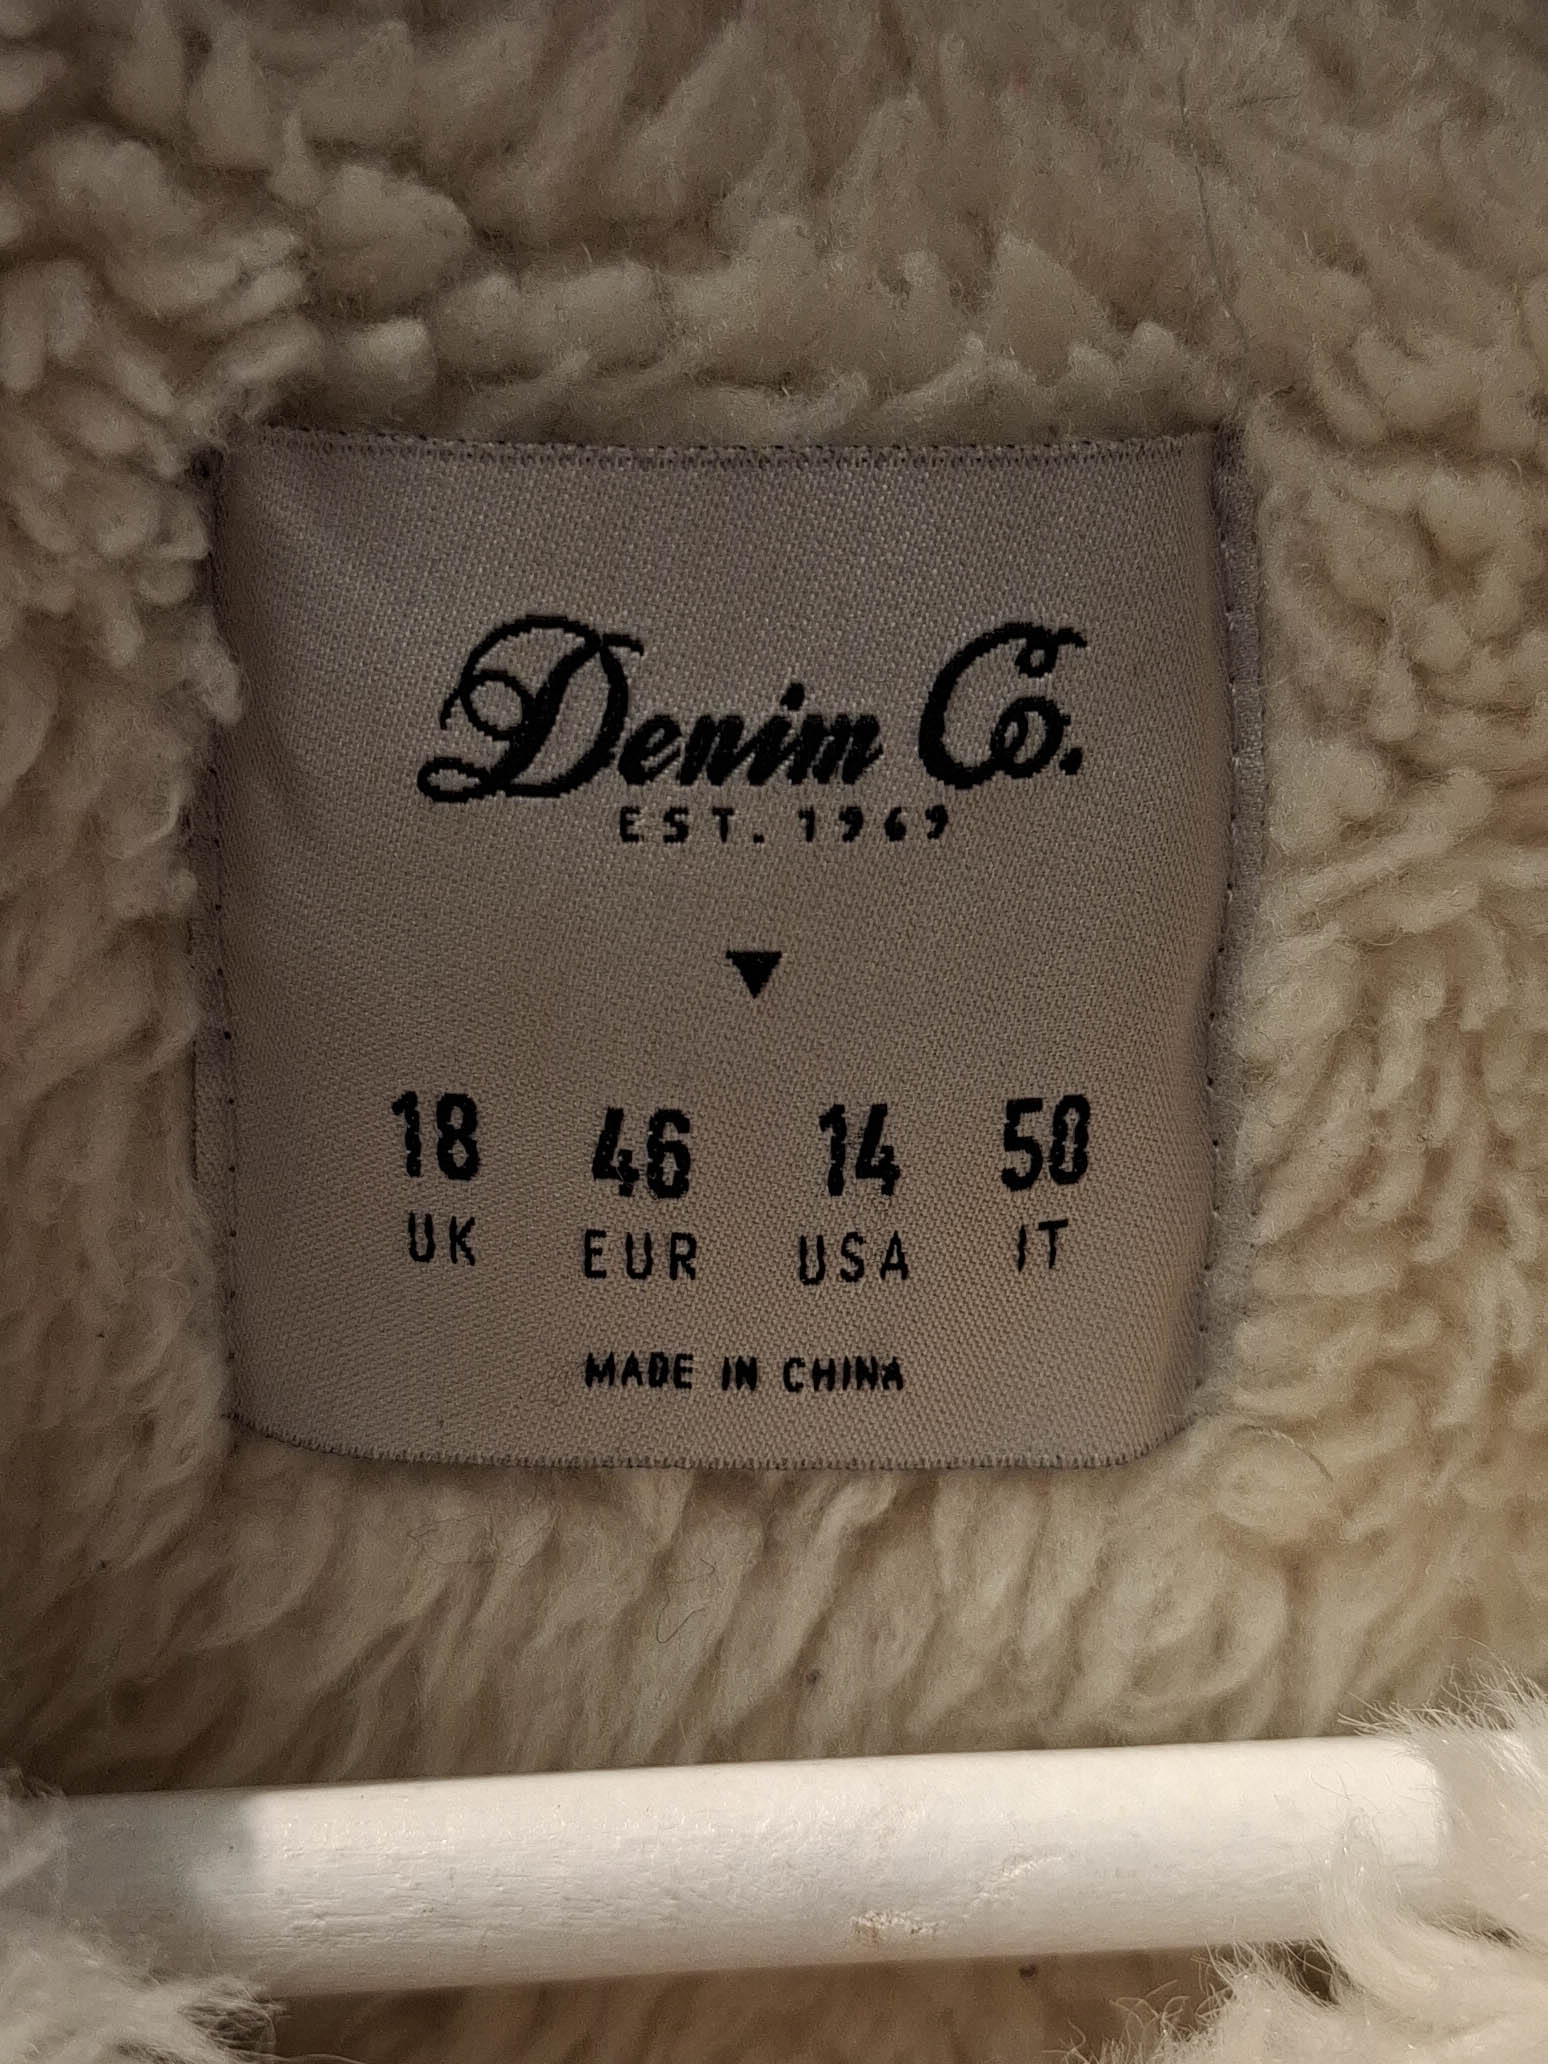 Denim Co.
EST. 1969
18 46 14 50
UK EUR USA IT
MADE IN CHINA